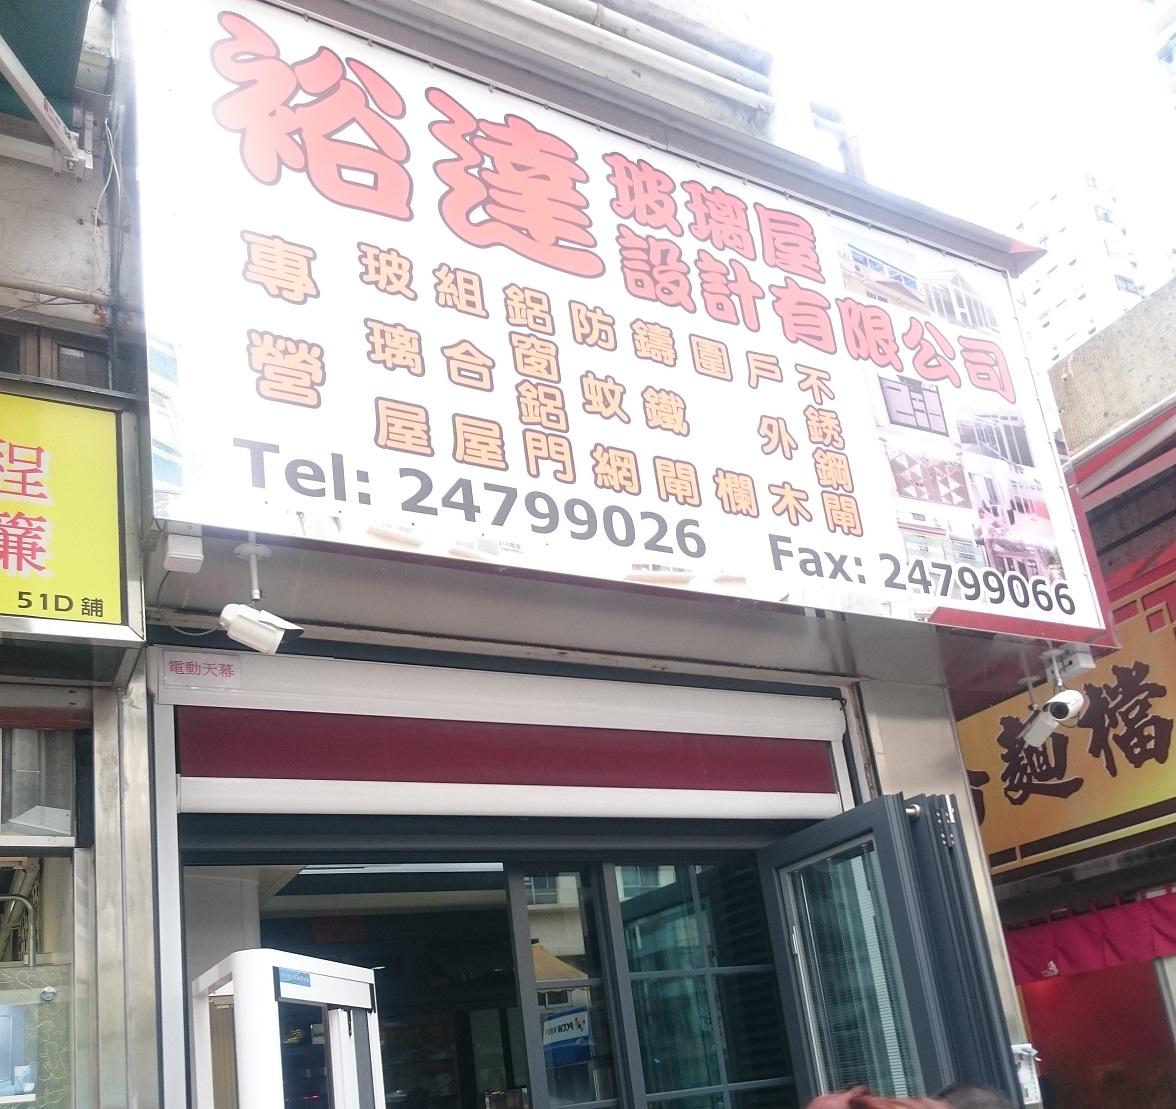 裕達
玻璃屋
設計有限公司
專營
玻璃屋
組合屋
鋁窗鋁門
防蚊網
鑄鐵閘
圍欄
戶外木
不銹鋼閘
Tel: 24799026
Fax: 24799066
程
簾
51D 舖
電動天幕
麵檔
PCCW